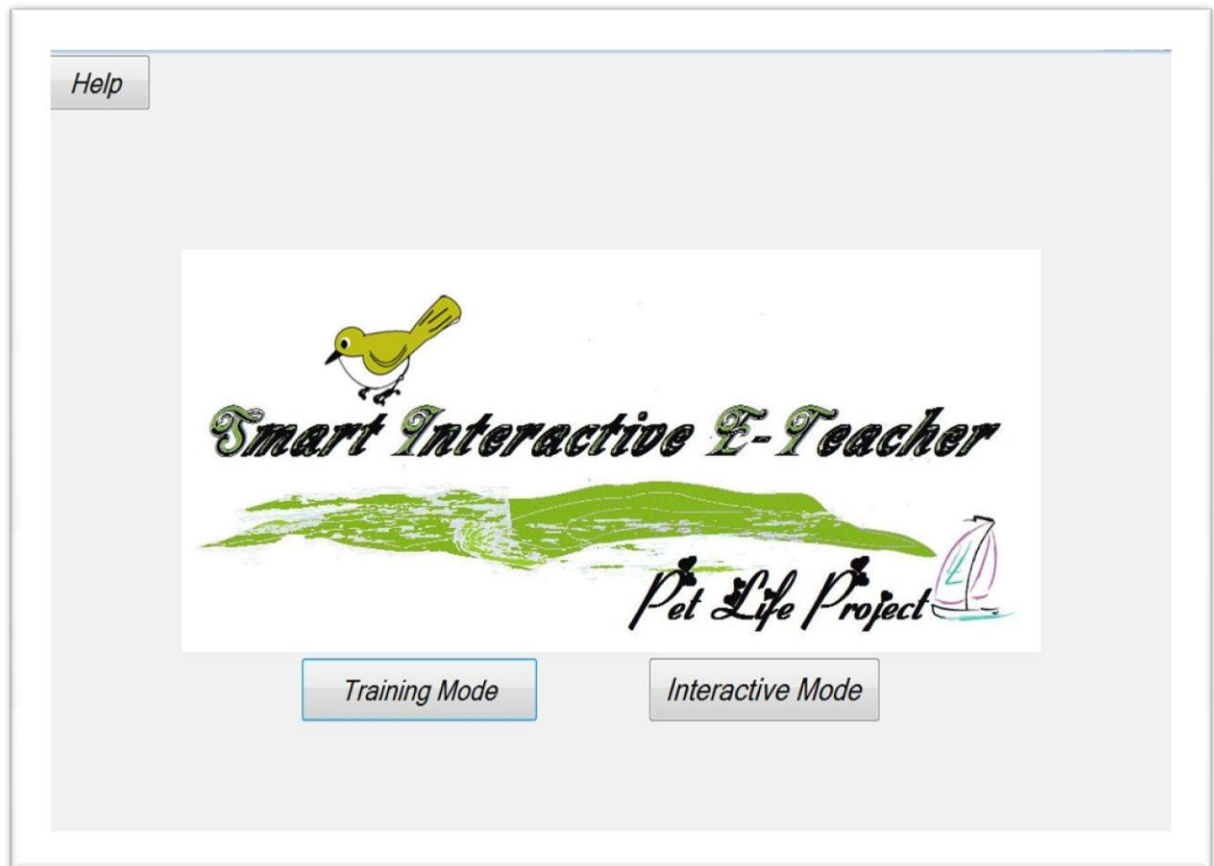 Help
Smart Interactive E-Teacher
Pet Life Project
Training Mode
Interactive Mode